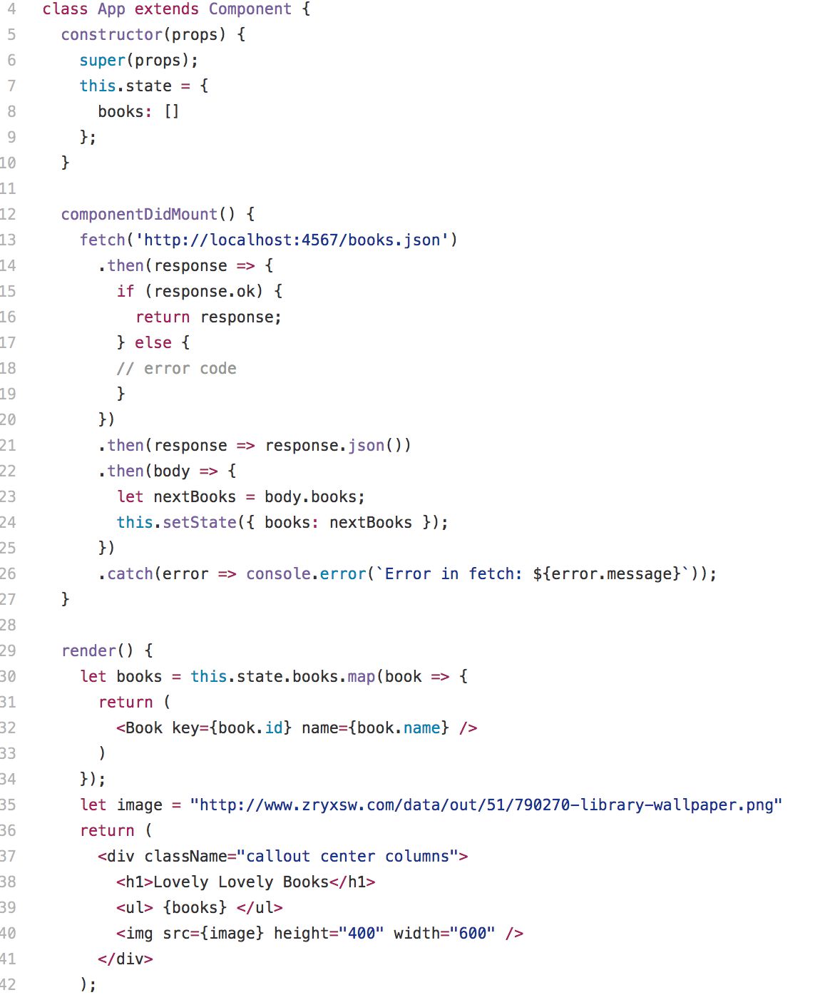 4 class App extends Component {
5 constructor(props) {
6 super(props);
7 this.state = {
8 books: []
9 };
10 }
11
12 componentDidMount() {
13 fetch('http://localhost:4567/books.json')
14 .then(response => {
15 if (response.ok) {
16 return response;
17 } else {
18 // error code
19 }
20 })
21 .then(response => response.json())
22 .then(body => {
23 let nextBooks = body.books;
24 this.setState({ books: nextBooks });
25 })
26 .catch(error => console.error(`Error in fetch: ${error.message}`));
27 }
28
29 render() {
30 let books = this.state.books.map(book => {
31 return (
32 <Book key={book.id} name={book.name} />
33 )
34 });
35 let image = "http://www.zryxsw.com/data/out/51/790270-library-wallpaper.png"
36 return (
37 <div className="callout center columns">
38 <h1>Lovely Lovely Books</h1>
39 <ul> {books} </ul>
40 <img src={image} height="400" width="600" />
41 </div>
42 );